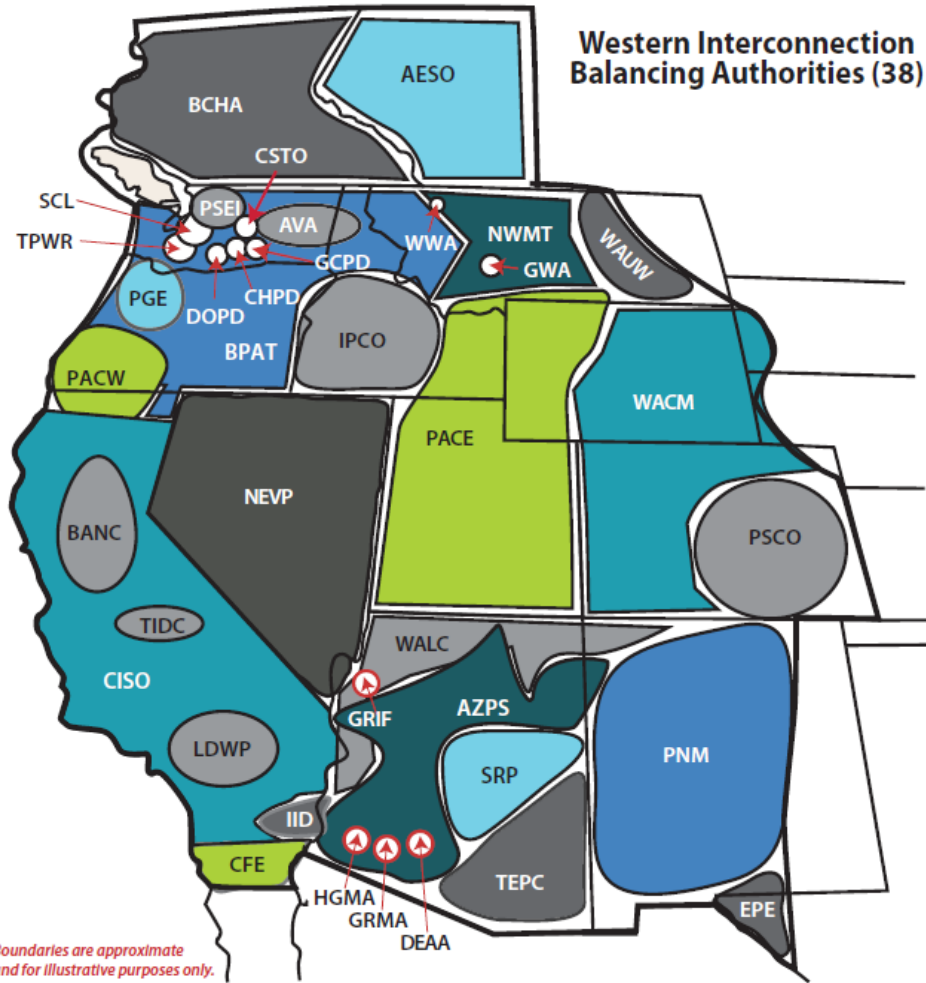 Western Interconnection
Balancing Authorities (38)
AESO
BCHA
CSTO
SCL
PSEI
AVA
TPWR
WWA
NWMT
WAUW
GCPD
GWA
PGE
CHPD
DOPD
IPCO
BPAT
PACW
WACM
PACE
NEVP
BANC
PSCO
TIDC
WALC
CISO
GRIF
AZPS
LDWP
PNM
SRP
IID
CFE
TEPC
HGMA
GRMA
EPE
DEAA
Boundaries are approximate
and for illustrative purposes only.